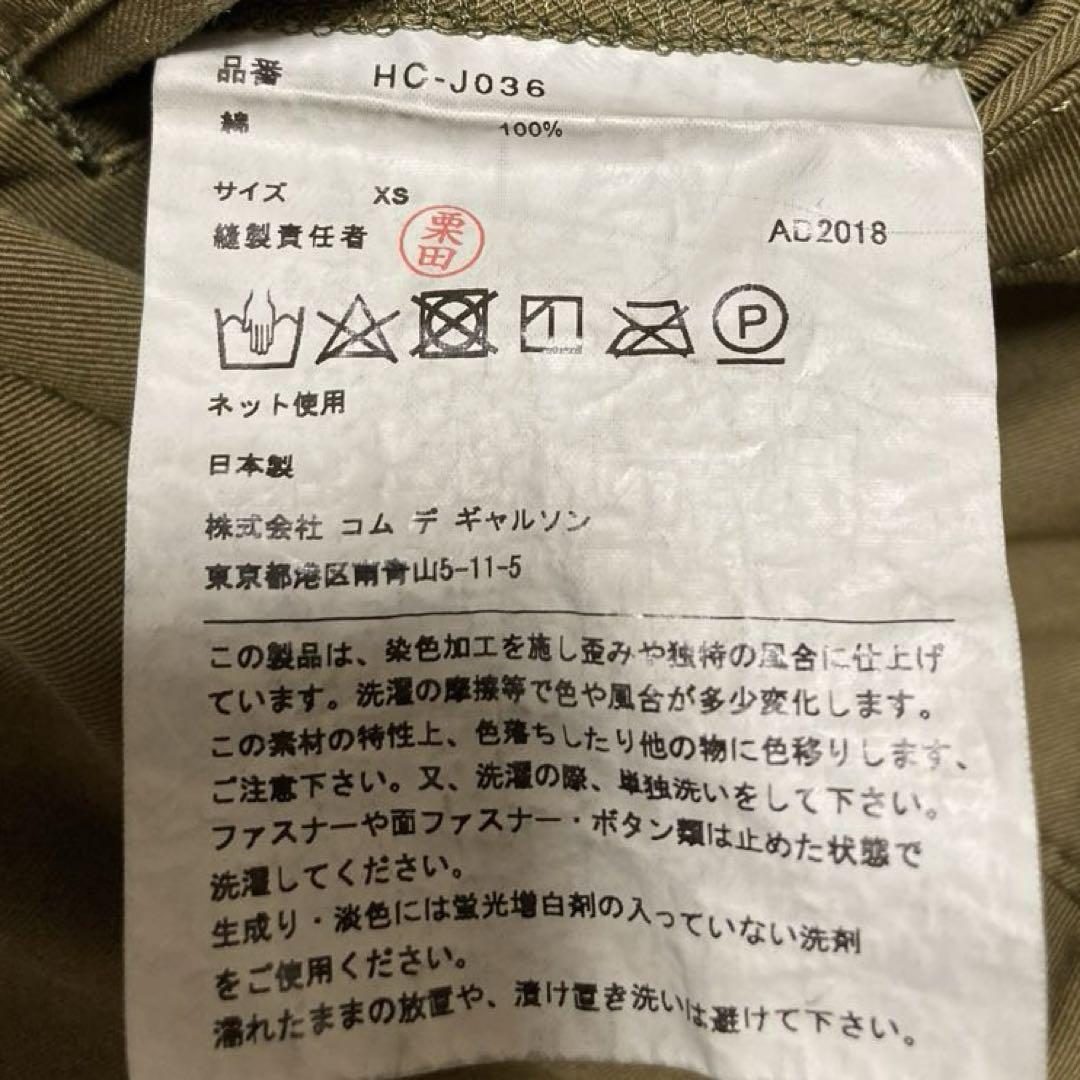 品番 HC-J036
綿 100%
サイズ XS
縫製責任者 栗田 AD2018
P
ネット使用
日本製
株式会社 コム デ ギャルソン
東京都港区南青山5-11-5
この製品は、染色加工を施し歪みや独特の風合に仕上げ
ています。洗濯の摩擦等で色や風合が多少変化します。
この素材の特性上、色落ちしたり他の物に色移りします、
ご注意下さい。又、洗濯の際、単独洗いをして下さい。
ファスナーや面ファスナー・ボタン類は止めた状態で
洗濯してください。
生成り・淡色には蛍光増白剤の入っていない洗剤
をご使用ください。
濡れたままの放置や、漬け置き洗いは避けて下さい。